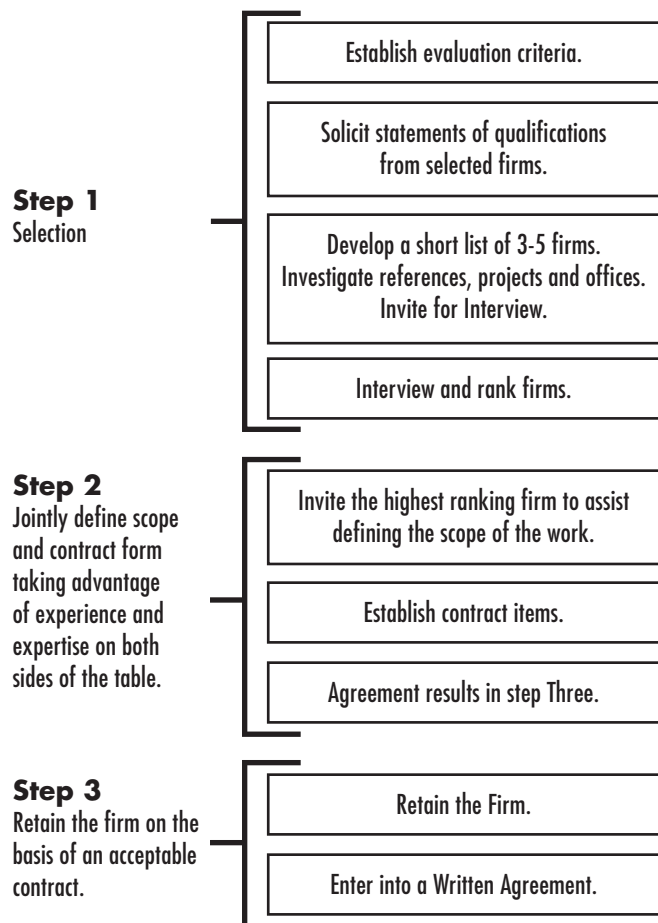 Establish evaluation criteria.
Solicit statements of qualifications
from selected firms.
Step 1
Selection
Develop a short list of 3-5 firms.
Investigate references, projects and offices.
Invite for Interview.
Interview and rank firms.
Step 2
Jointly define scope
and contract form
taking advantage
of experience and
expertise on both
sides of the table.
Invite the highest ranking firm to assist
defining the scope of the work.
Establish contract items.
Agreement results in step Three.
Step 3
Retain the firm on the
basis of an acceptable
contract.
Retain the Firm.
Enter into a Written Agreement.